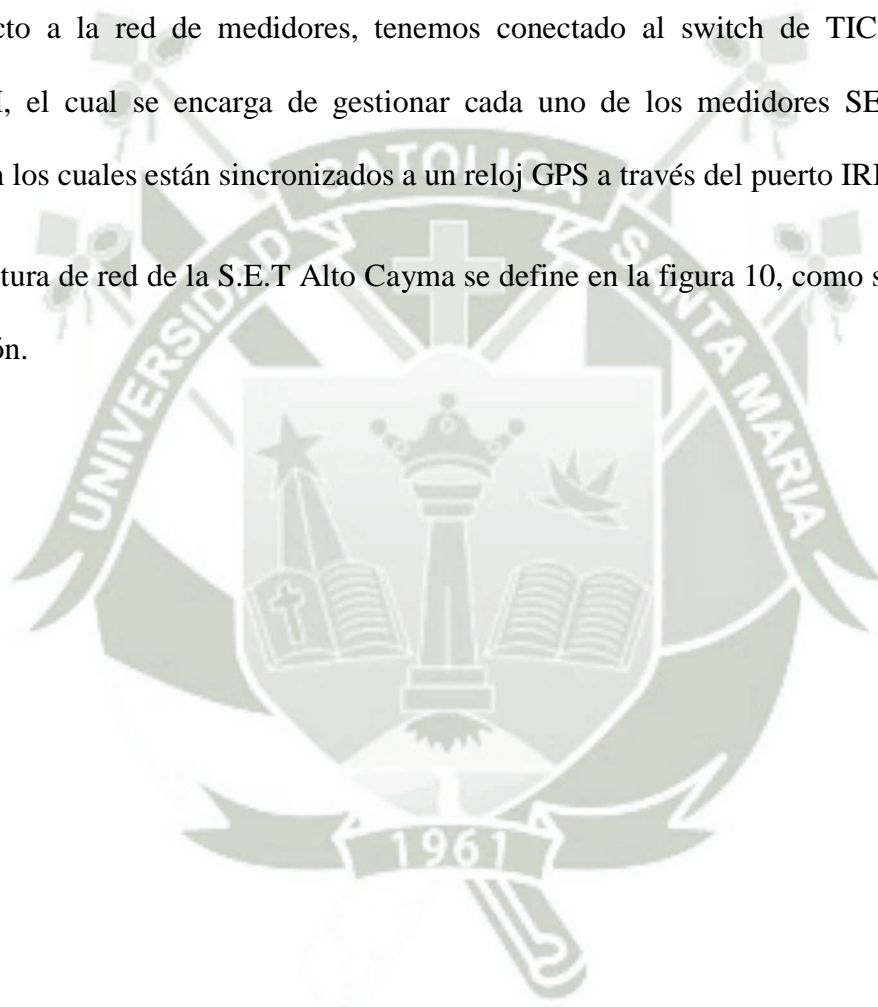 cto a la red de medidores, tenemos conectado al switch de TIC
, el cual se encarga de gestionar cada uno de los medidores SE
n los cuales están sincronizados a un reloj GPS a través del puerto IRI
tura de red de la S.E.T Alto Cayma se define en la figura 10, como s
ón.
UNIVERSIDAD CATOLICA SANTA MARIA
1961